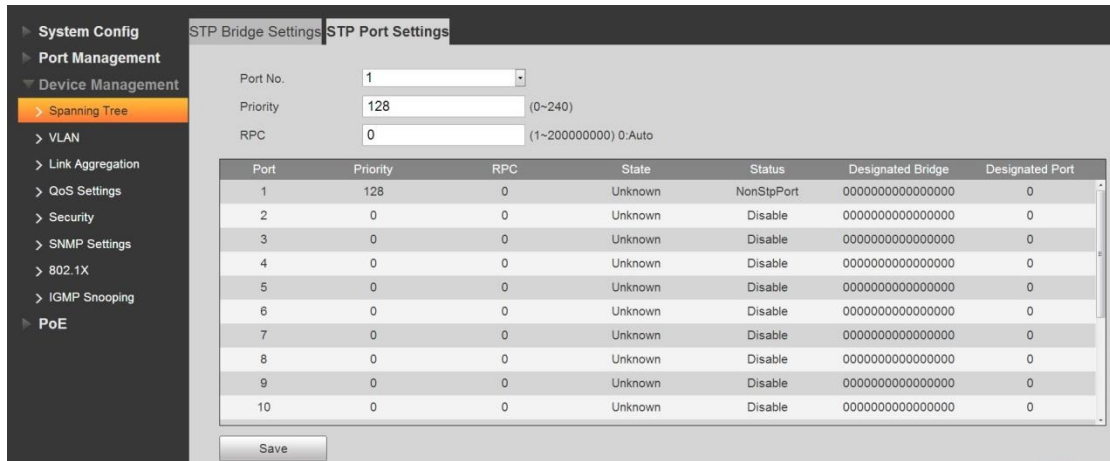 System Config
Port Management
Device Management
Spanning Tree
VLAN
Link Aggregation
QoS Settings
Security
SNMP Settings
802.1X
IGMP Snooping
PoE
STP Bridge Settings STP Port Settings
Port No. 1
Priority 128 (0~240)
RPC 0 (1~200000000) 0:Auto
Port Priority RPC State Status Designated Bridge Designated Port
1 128 0 Unknown NonStpPort 0000000000000000 0
2 0 0 Unknown Disable 0000000000000000 0
3 0 0 Unknown Disable 0000000000000000 0
4 0 0 Unknown Disable 0000000000000000 0
5 0 0 Unknown Disable 0000000000000000 0
6 0 0 Unknown Disable 0000000000000000 0
7 0 0 Unknown Disable 0000000000000000 0
8 0 0 Unknown Disable 0000000000000000 0
9 0 0 Unknown Disable 0000000000000000 0
10 0 0 Unknown Disable 0000000000000000 0
Save